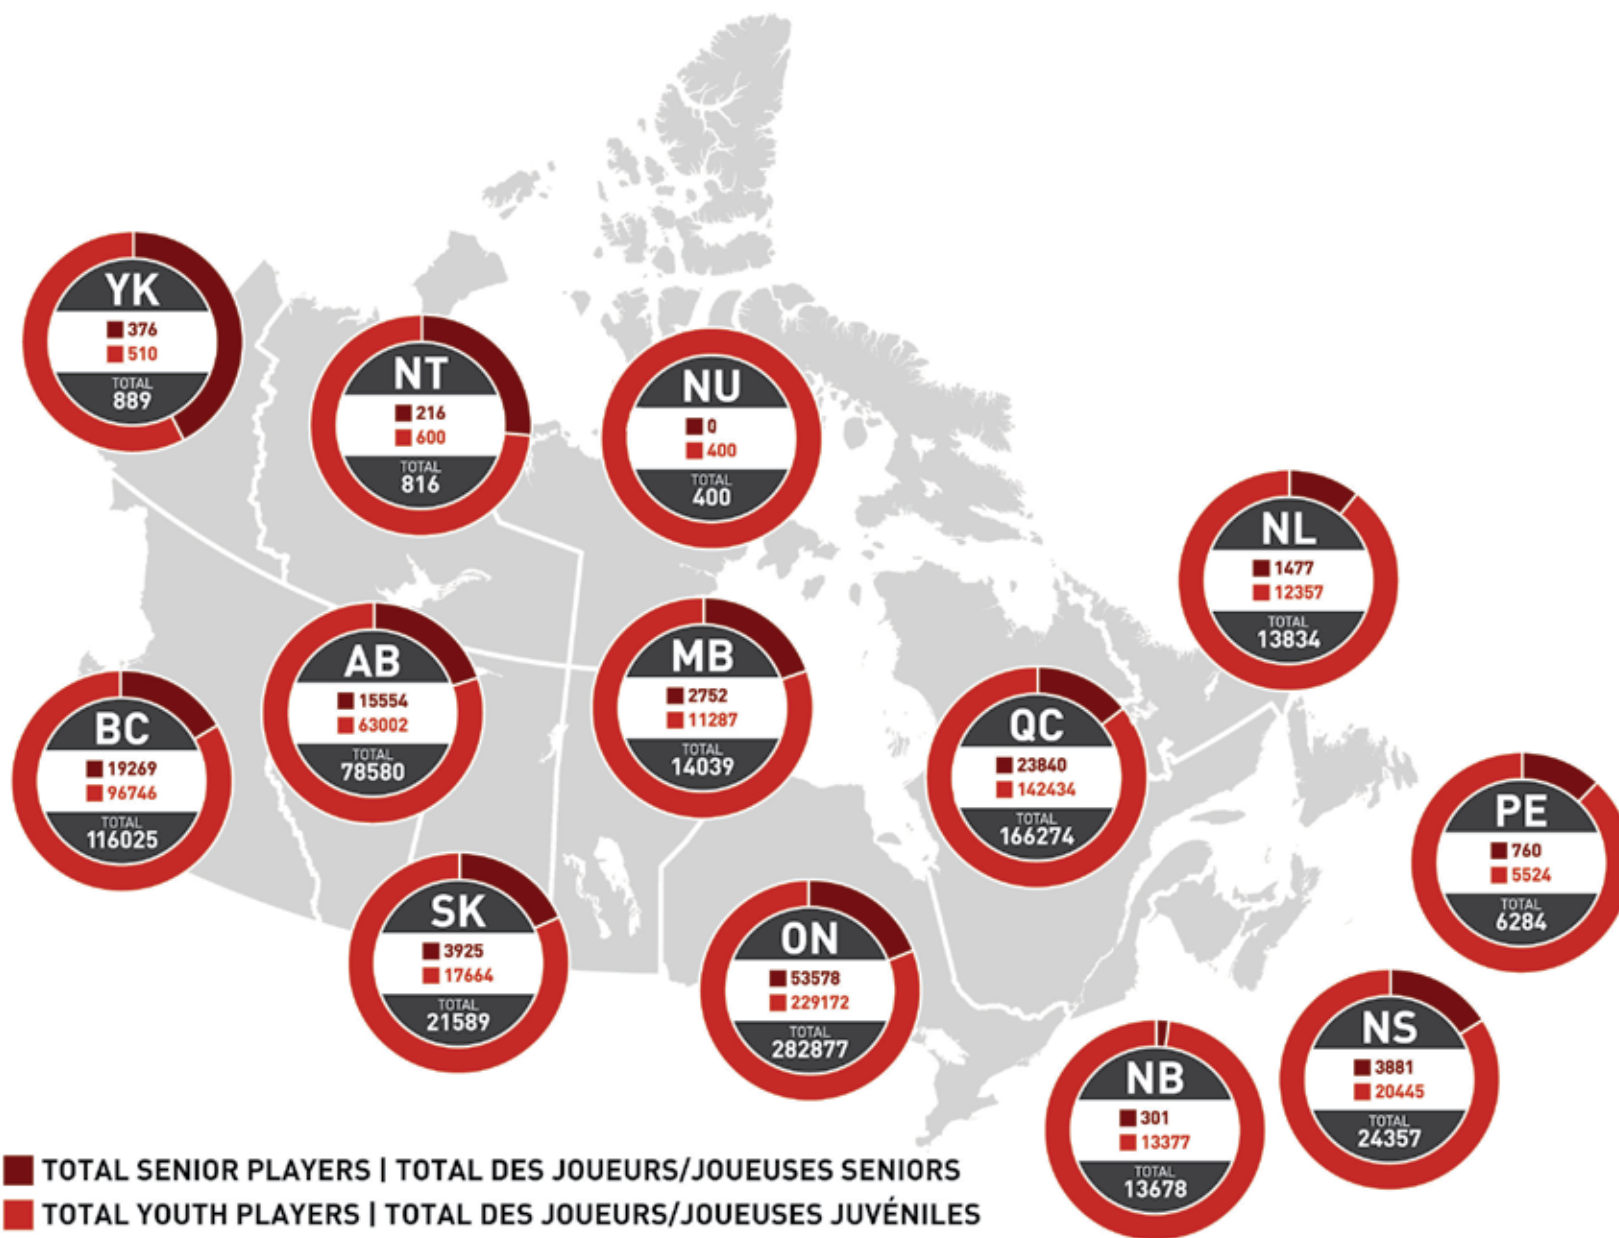 YK
376
510
TOTAL
889
NT
216
600
TOTAL
816
NU
0
400
TOTAL
400
NL
1477
12357
TOTAL
13834
AB
15554
63002
TOTAL
78580
MB
2752
11287
TOTAL
14039
BC
19269
96746
TOTAL
116025
QC
23840
142434
TOTAL
166274
PE
760
5524
TOTAL
6284
SK
3925
17664
TOTAL
21589
ON
53578
229172
TOTAL
282877
NS
3881
20445
TOTAL
24357
NB
301
13377
TOTAL
13678
TOTAL SENIOR PLAYERS | TOTAL DES JOUEURS/JOUEUSES SENIORS
TOTAL YOUTH PLAYERS | TOTAL DES JOUEURS/JOUEUSES JUVÉNILES